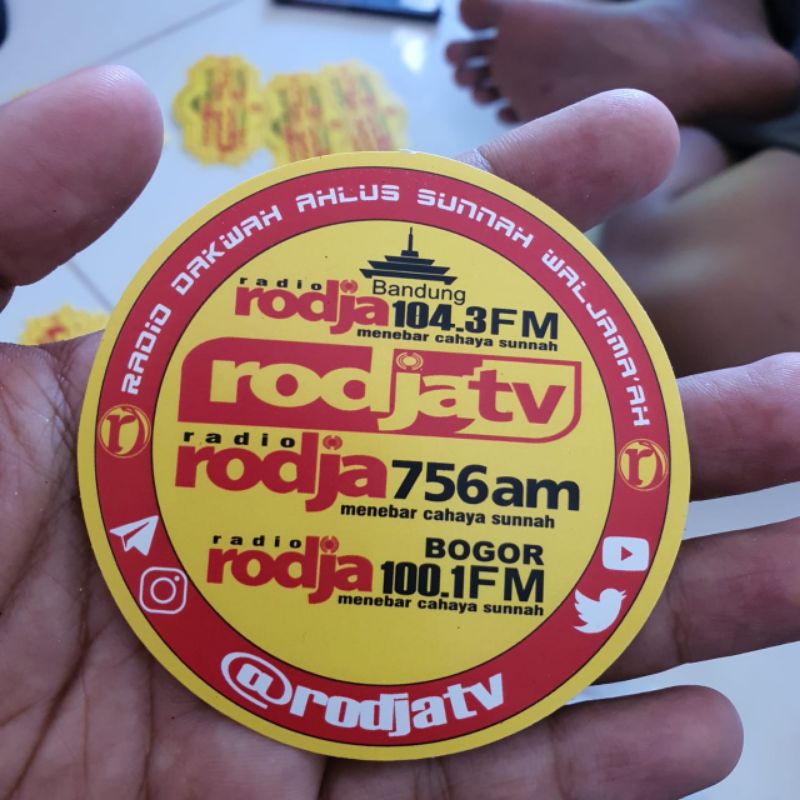 RADIO DAKWAH AHLUS SUNNAH WALJAMA'AH
Bandung
radio
rodja 104.3FM
menebar cahaya sunnah
rodjatv
radio
rodja 756am
menebar cahaya sunnah
radio
BOGOR
rodja 100.1FM
menebar cahaya sunnah
r
r
@rodjatv